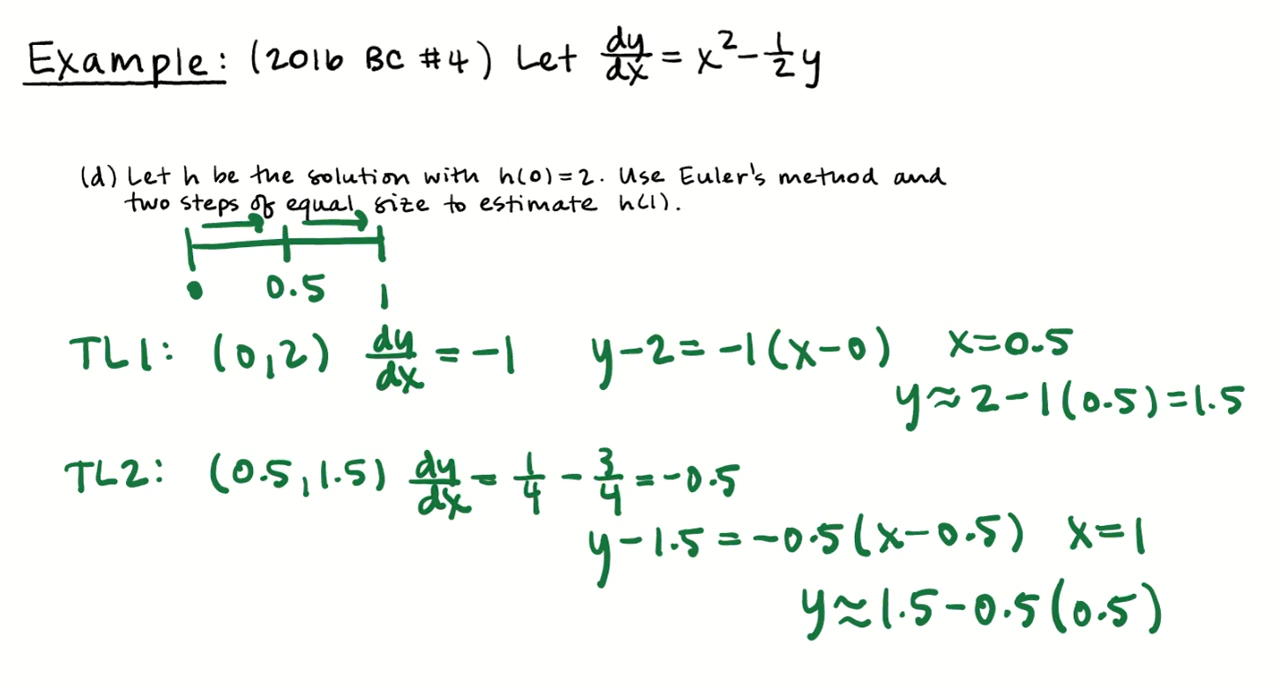 Example: (2016 BC #4) Let dy/dx = x² - 1/2 y
(d) Let h be the solution with h(0)=2. Use Euler's method and
two steps of equal size to estimate h(1).
0 0.5 1
TL1: (0,2) dy/dx = -1 y-2 = -1(x-0) x=0.5
y≈2-1(0.5)=1.5
TL2: (0.5,1.5) dy/dx = 1/4 - 3/4 = -0.5
y-1.5 = -0.5(x-0.5) x=1
y≈1.5-0.5(0.5)